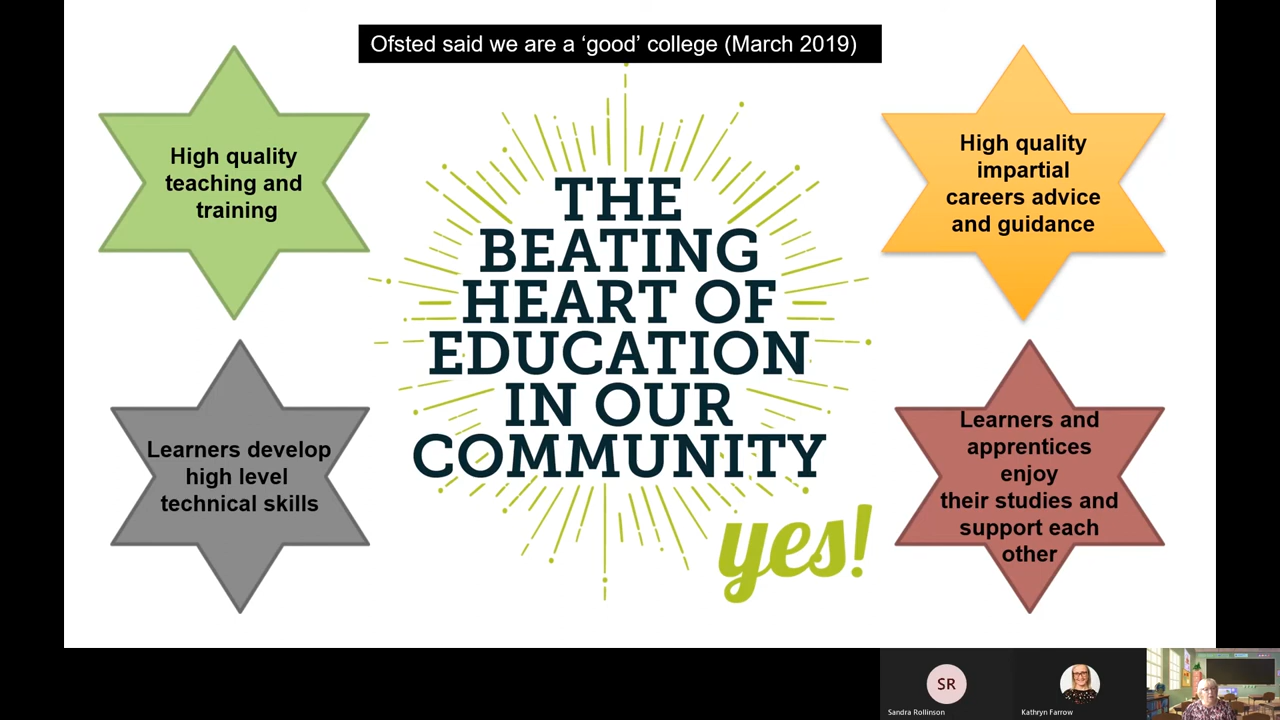 Ofsted said we are a ‘good’ college (March 2019)
High quality
teaching and
training
High quality
impartial
careers advice
and guidance
THE
BEATING
HEART OF
EDUCATION
IN OUR
COMMUNITY
yes!
Learners develop
high level
technical skills
Learners and
apprentices
enjoy
their studies and
support each
other
SR
Sandra Rollinson
Kathryn Farrow